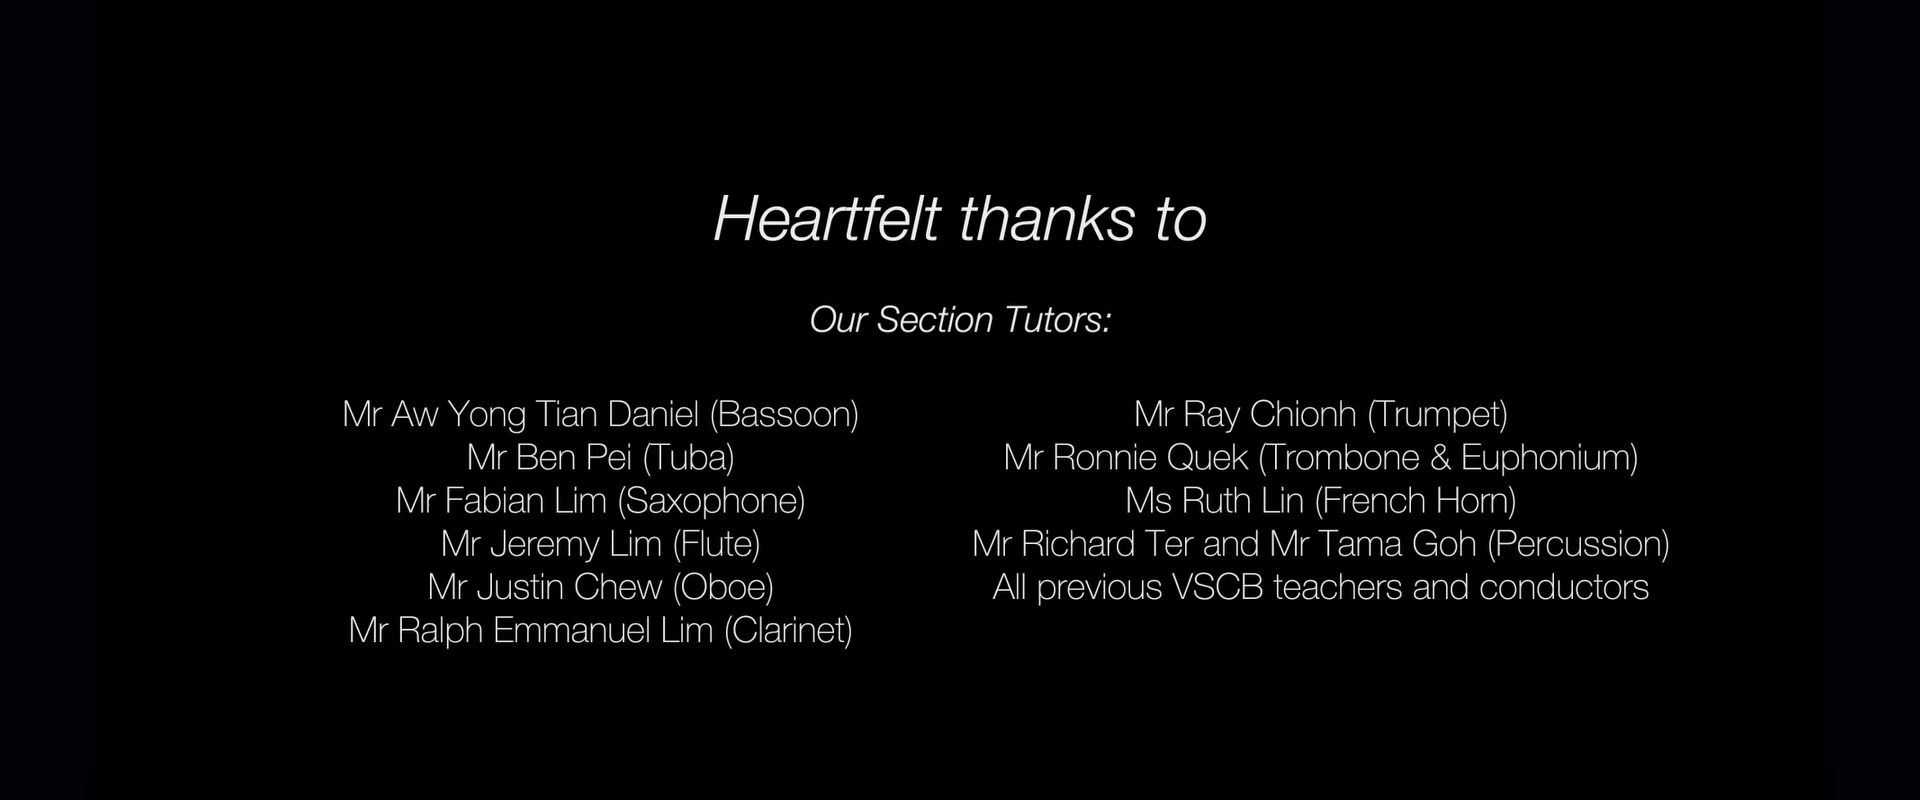 Heartfelt thanks to
Our Section Tutors:
Mr Aw Yong Tian Daniel (Bassoon)
Mr Ben Pei (Tuba)
Mr Fabian Lim (Saxophone)
Mr Jeremy Lim (Flute)
Mr Justin Chew (Oboe)
Mr Ralph Emmanuel Lim (Clarinet)
Mr Ray Chionh (Trumpet)
Mr Ronnie Quek (Trombone & Euphonium)
Ms Ruth Lin (French Horn)
Mr Richard Ter and Mr Tama Goh (Percussion)
All previous VSCB teachers and conductors